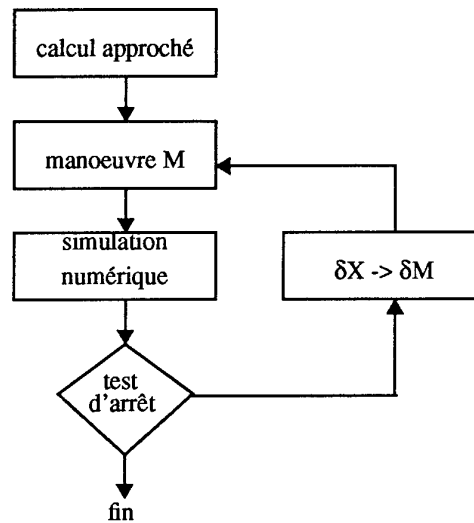 calcul approché
manoeuvre M
simulation
numérique
δX -> δM
test
d'arrêt
fin